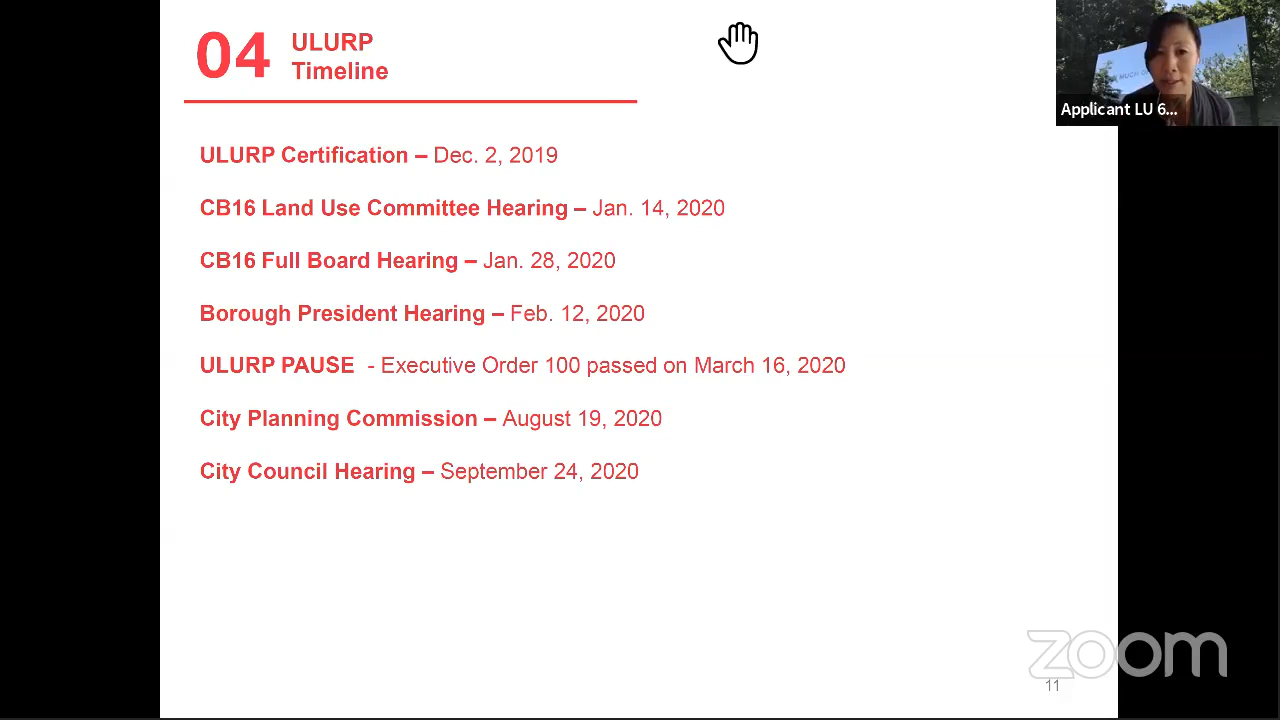 04
ULURP
Timeline
Applicant LU 6...
ULURP Certification – Dec. 2, 2019
CB16 Land Use Committee Hearing – Jan. 14, 2020
CB16 Full Board Hearing – Jan. 28, 2020
Borough President Hearing – Feb. 12, 2020
ULURP PAUSE - Executive Order 100 passed on March 16, 2020
City Planning Commission – August 19, 2020
City Council Hearing – September 24, 2020
zoom
11